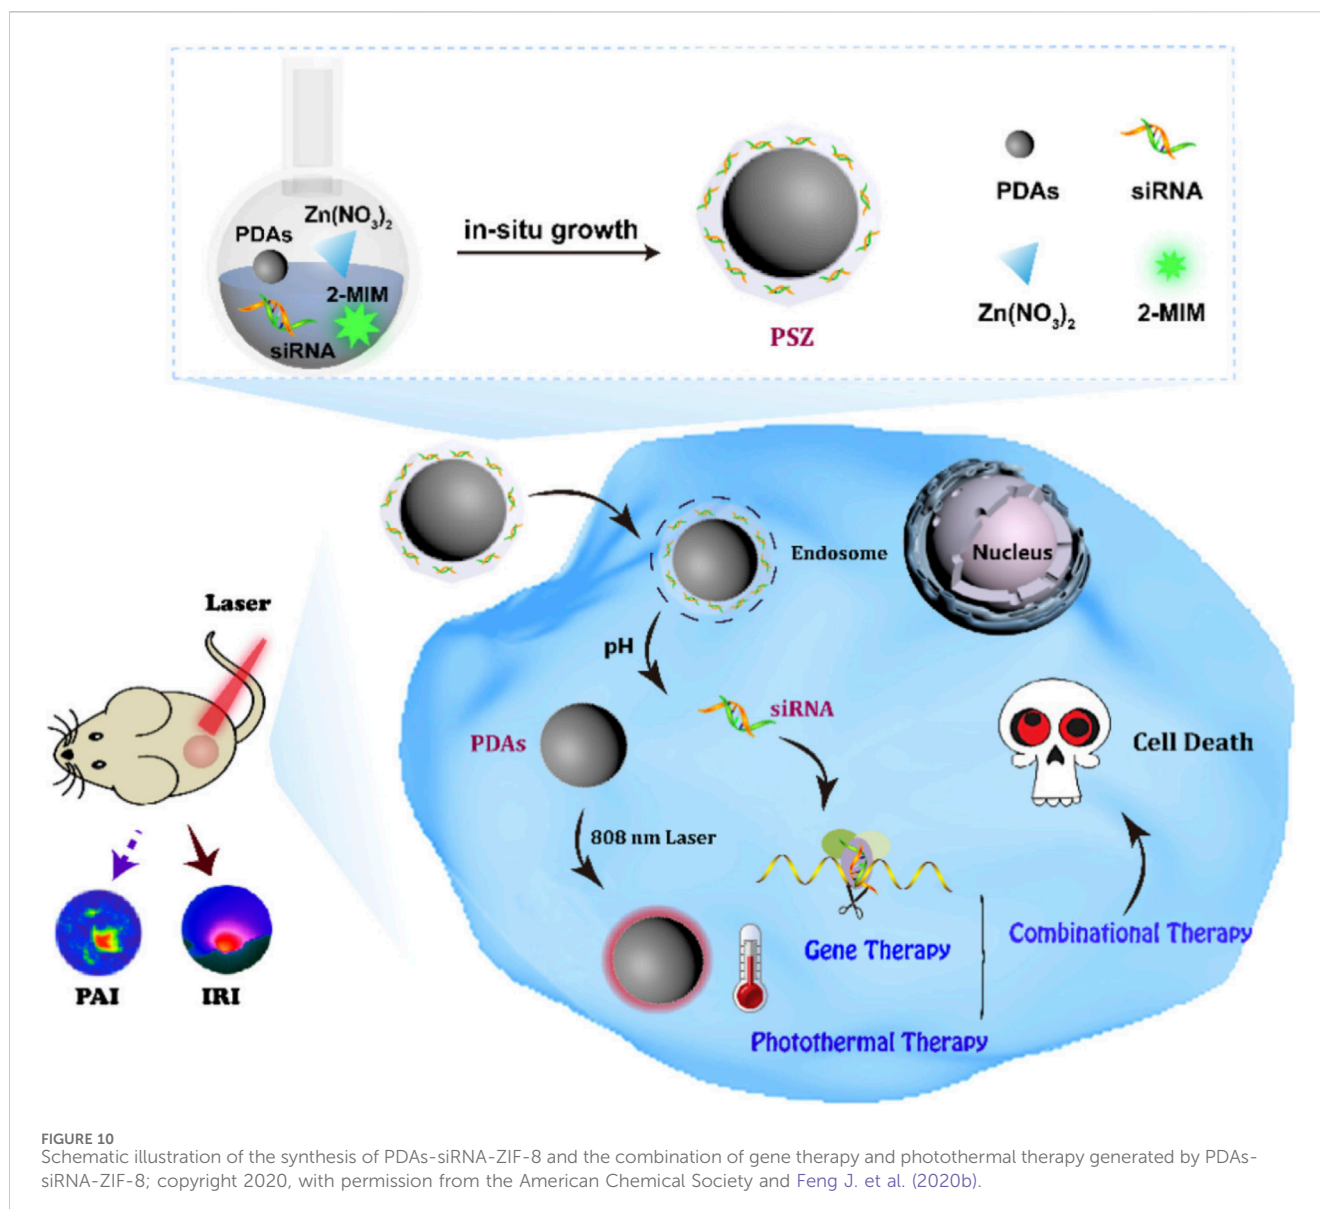 Zn(NO3)2
PDAs
2-MIM
siRNA
in-situ growth
PSZ
PDAs
siRNA
Zn(NO3)2
2-MIM
Endosome
Nucleus
Laser
pH
siRNA
PDAs
Cell Death
808 nm Laser
Gene Therapy
Combinational Therapy
Photothermal Therapy
PAI
IRI
FIGURE 10
Schematic illustration of the synthesis of PDAs-siRNA-ZIF-8 and the combination of gene therapy and photothermal therapy generated by PDAs-
siRNA-ZIF-8; copyright 2020, with permission from the American Chemical Society and Feng J. et al. (2020b).